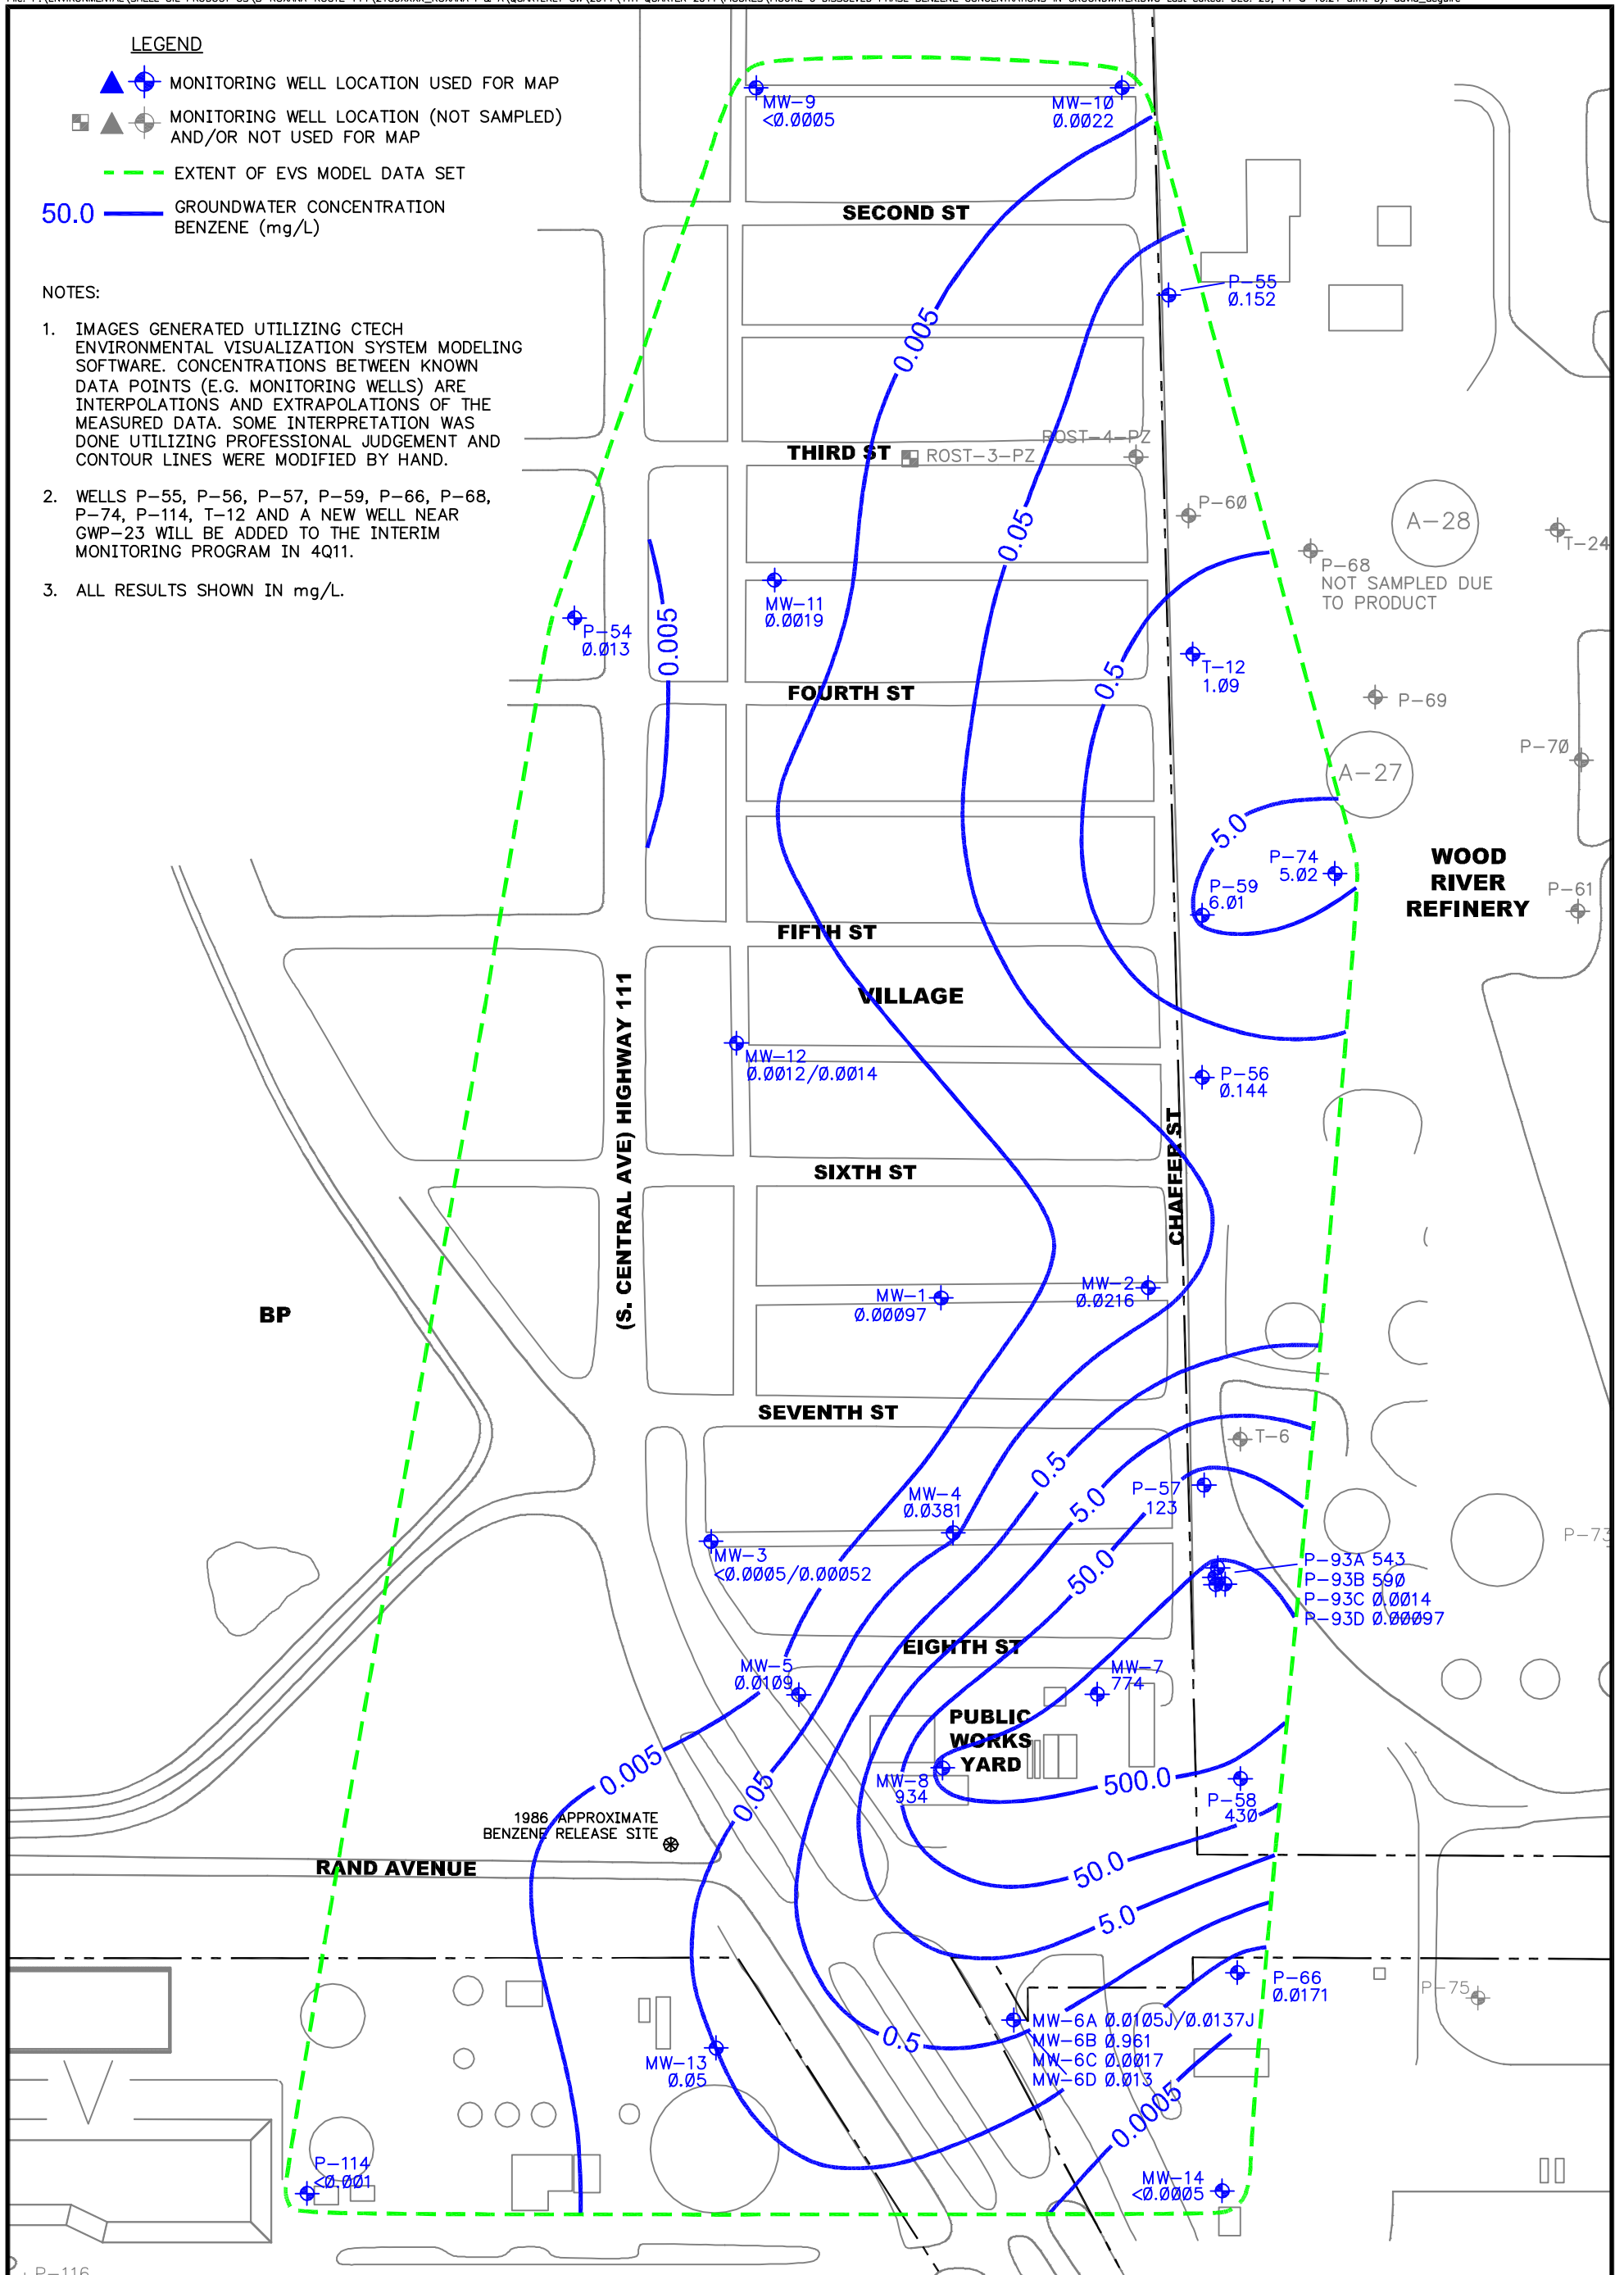 LEGEND
MONITORING WELL LOCATION USED FOR MAP
MONITORING WELL LOCATION (NOT SAMPLED)
AND/OR NOT USED FOR MAP
EXTENT OF EVS MODEL DATA SET
50.0
GROUNDWATER CONCENTRATION
BENZENE (mg/L)
NOTES:
1. IMAGES GENERATED UTILIZING CTECH
ENVIRONMENTAL VISUALIZATION SYSTEM MODELING
SOFTWARE. CONCENTRATIONS BETWEEN KNOWN
DATA POINTS (E.G. MONITORING WELLS) ARE
INTERPOLATIONS AND EXTRAPOLATIONS OF THE
MEASURED DATA. SOME INTERPRETATION WAS
DONE UTILIZING PROFESSIONAL JUDGEMENT AND
CONTOUR LINES WERE MODIFIED BY HAND.
2. WELLS P-55, P-56, P-57, P-59, P-66, P-68,
P-74, P-114, T-12 AND A NEW WELL NEAR
GWP-23 WILL BE ADDED TO THE INTERIM
MONITORING PROGRAM IN 4Q11.
3. ALL RESULTS SHOWN IN mg/L.
MW-9
<0.0005
MW-10
0.0022
SECOND ST
P-55
0.152
0.005
THIRD ST
ROST-3-PZ
ROST-4-PZ
P-60
A-28
T-24
P-68
NOT SAMPLED DUE
TO PRODUCT
0.05
MW-11
0.0019
P-54
0.013
0.005
T-12
1.09
0.5
FOURTH ST
P-69
P-70
A-27
5.0
P-74
5.02
P-59
6.01
WOOD
RIVER
REFINERY
P-61
FIFTH ST
VILLAGE
(S. CENTRAL AVE) HIGHWAY 111
MW-12
0.0012/0.0014
P-56
0.144
CHAFFER ST
SIXTH ST
MW-1
0.00097
MW-2
0.0216
BP
SEVENTH ST
T-6
0.5
5.0
50.0
P-57
123
MW-4
0.0381
MW-3
<0.0005/0.00052
P-73
P-93A 543
P-93B 590
P-93C 0.0014
P-93D 0.00097
EIGHTH ST
MW-5
0.0109
MW-7
774
PUBLIC
WORKS
YARD
MW-8
934
500.0
P-58
430
0.005
0.05
1986 APPROXIMATE
BENZENE RELEASE SITE
RAND AVENUE
50.0
5.0
P-66
0.0171
P-75
0.5
MW-6A 0.0105J/0.0137J
MW-6B 0.961
MW-6C 0.0017
MW-6D 0.013
MW-13
0.05
0.0005
P-114
<0.001
MW-14
<0.0005
P-116